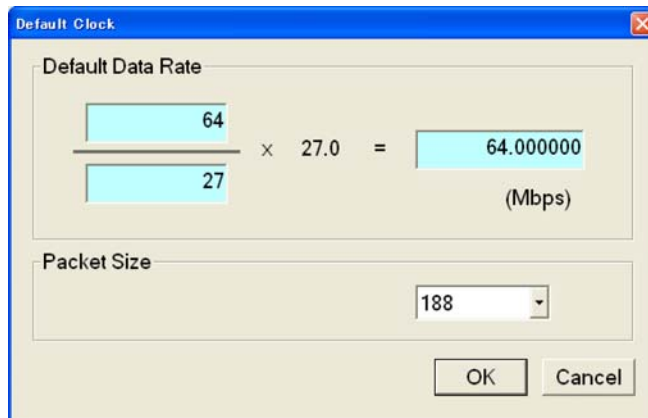 Default Clock
Default Data Rate
64
27
x 27.0 = 64.000000
(Mbps)
Packet Size
188
OK Cancel